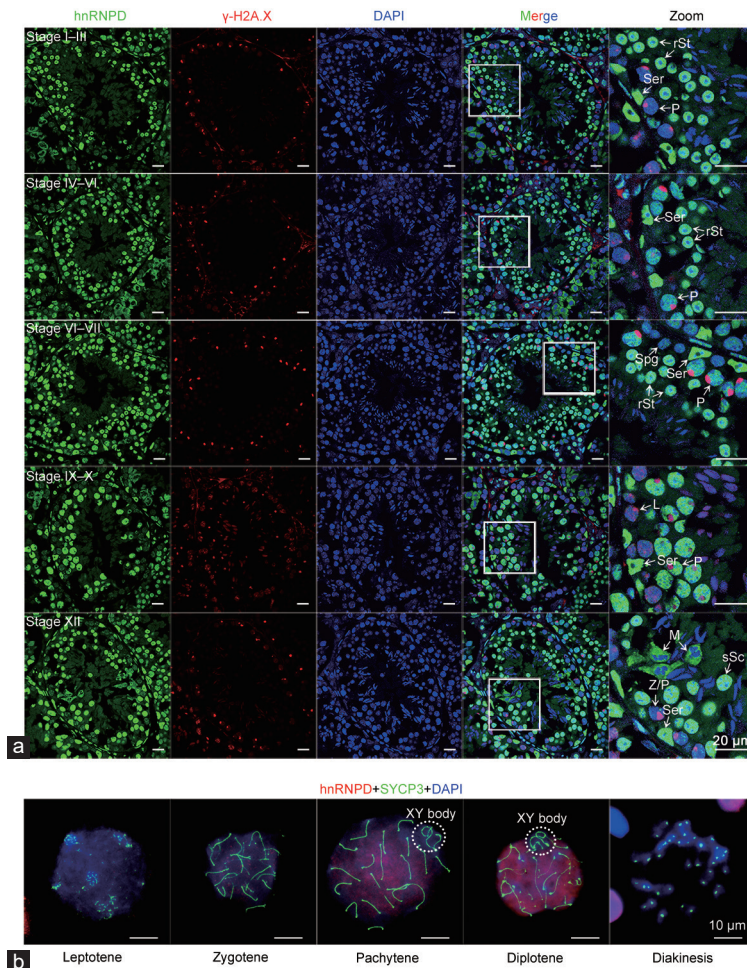 hnRNPD γ-H2A.X DAPI Merge Zoom
Stage I–III
rSt
Ser
P
Stage IV–VI
Ser
rSt
P
Stage VI–VII
Spg
Ser
rSt
P
Stage IX–X
L
Ser
P
Stage XII
M
sSc
Z/P
Ser
20 μm
a
hnRNPD+SYCP3+DAPI
XY body
XY body
10 μm
b
Leptotene Zygotene Pachytene Diplotene Diakinesis